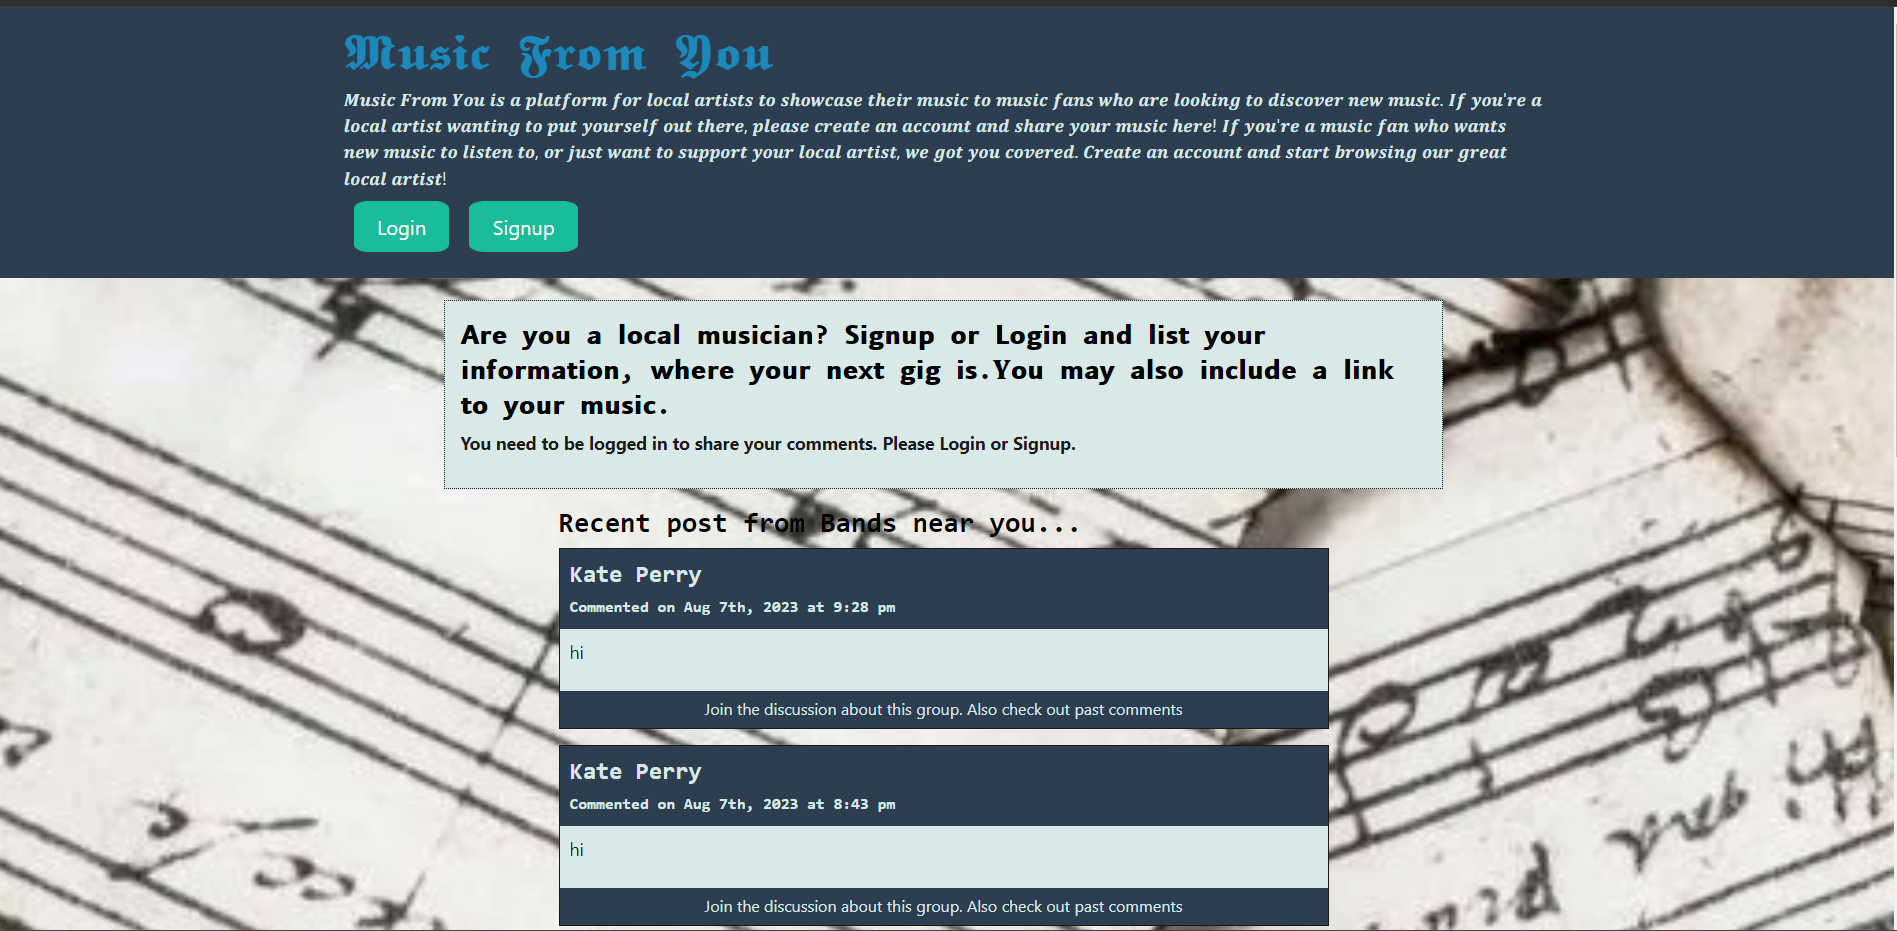 Music From You
Music From You is a platform for local artists to showcase their music to music fans who are looking to discover new music. If you're a
local artist wanting to put yourself out there, please create an account and share your music here! If you're a music fan who wants
new music to listen to, or just want to support your local artist, we got you covered. Create an account and start browsing our great
local artist!
Login
Signup
Are you a local musician? Signup or Login and list your
information, where your next gig is.You may also include a link
to your music.
You need to be logged in to share your comments. Please Login or Signup.
Recent post from Bands near you...
Kate Perry
Commented on Aug 7th, 2023 at 9:28 pm
hi
Join the discussion about this group. Also check out past comments
Kate Perry
Commented on Aug 7th, 2023 at 8:43 pm
hi
Join the discussion about this group. Also check out past comments